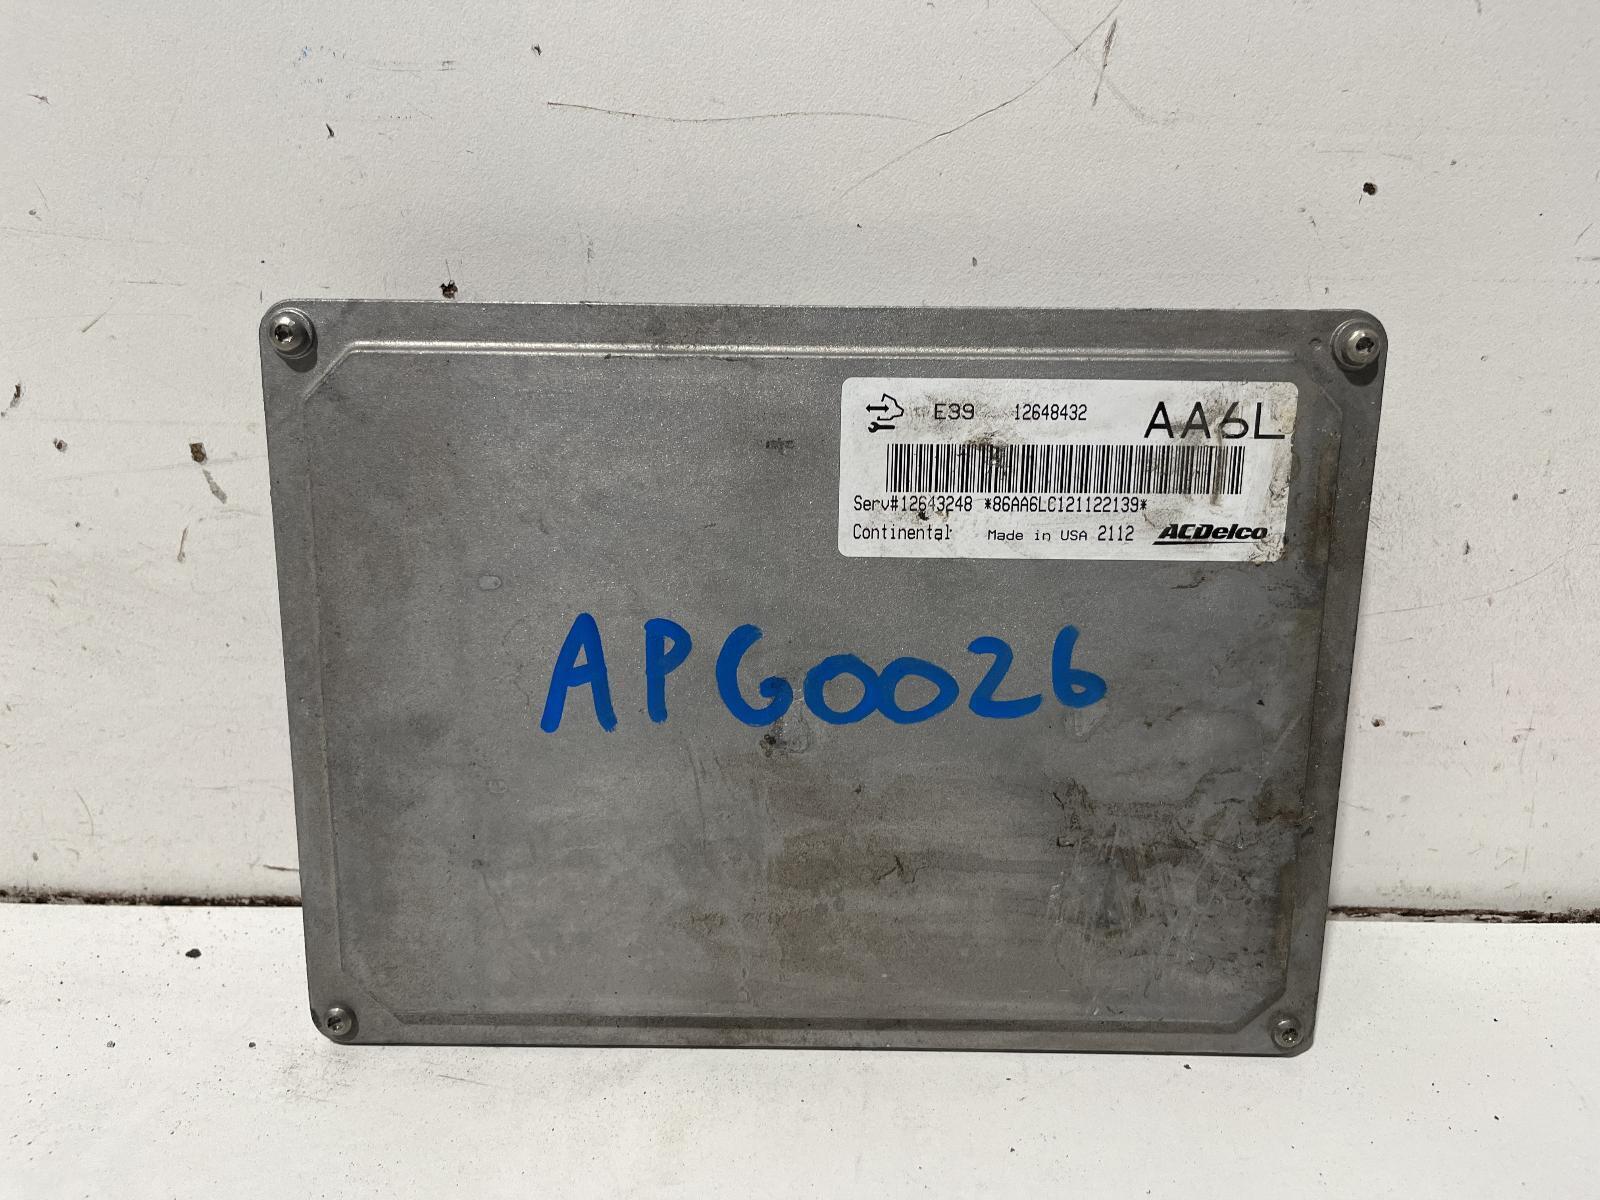 E39 12648432 AA6L
Serv#12643248 *86AA6LC121122139*
Continental Made in USA 2112 ACDelco
APG0026